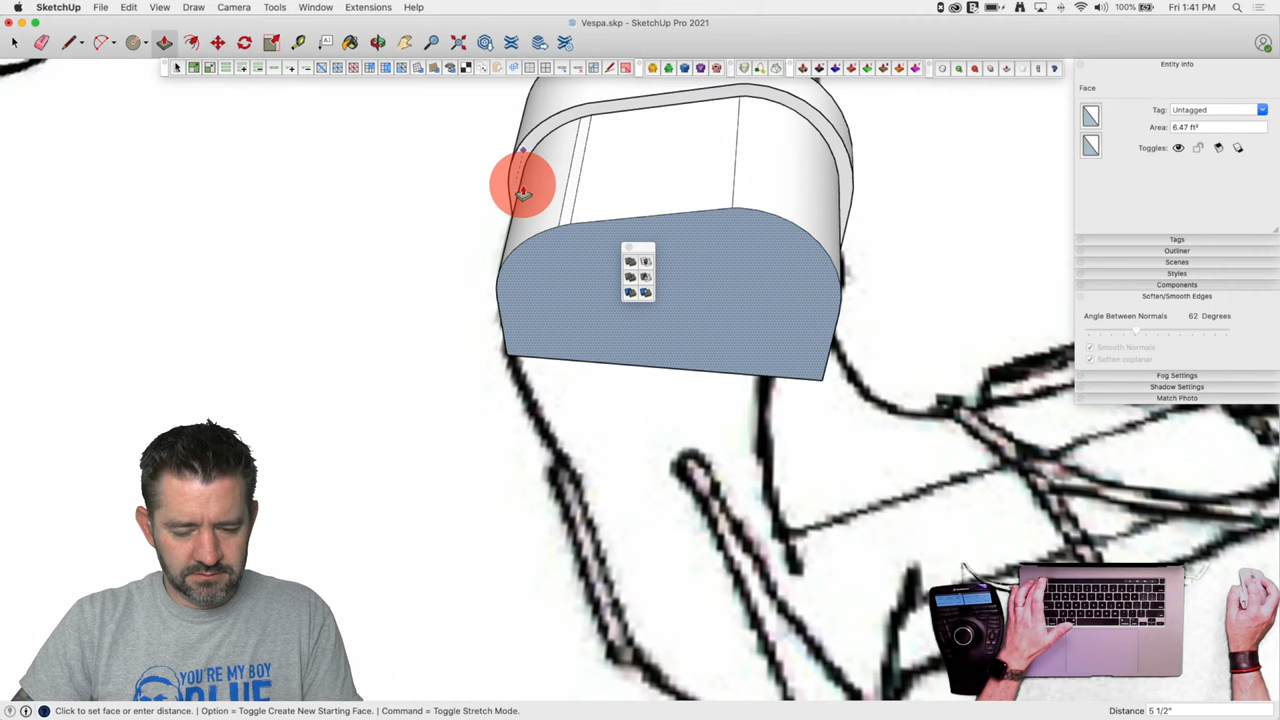 SketchUp File Edit View Draw Camera Tools Window Extensions Help 100% Fri 1:41 PM
Vespa.skp - SketchUp Pro 2021
Entity Info
Face
Tag: Untagged
Area: 6.47 ft²
Toggles:
Tags
Outliner
Scenes
Styles
Components
Soften/Smooth Edges
Angle Between Normals 62 Degrees
Smooth Normals
Soften coplanar
Fog Settings
Shadow Settings
Match Photo
YOU'RE MY BOY
BLUE
Click to set face or enter distance. | Option = Toggle Create New Starting Face. | Command = Toggle Stretch Mode. Distance 5 1/2"